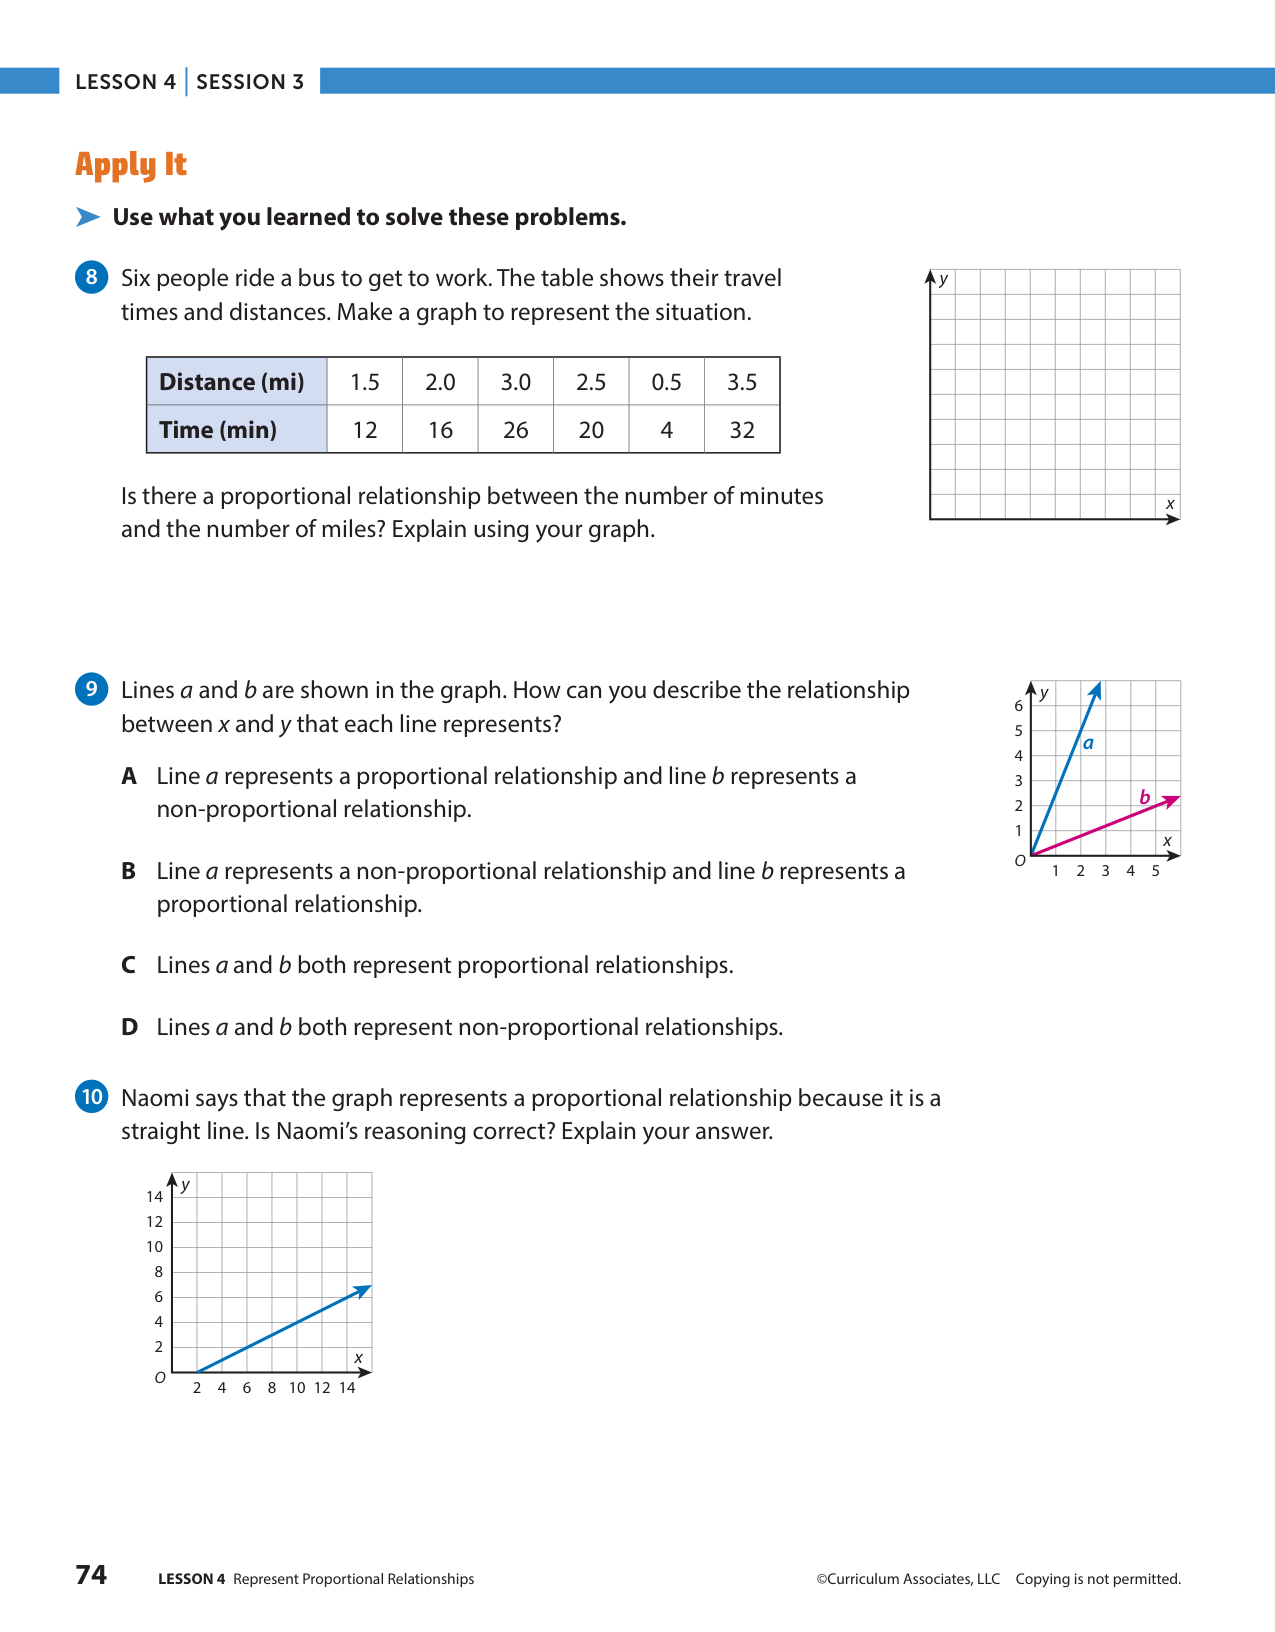 LESSON 4 | SESSION 3
Apply It
Use what you learned to solve these problems.
8 Six people ride a bus to get to work. The table shows their travel
times and distances. Make a graph to represent the situation.
Distance (mi) 1.5 2.0 3.0 2.5 0.5 3.5
Time (min) 12 16 26 20 4 32
y
x
Is there a proportional relationship between the number of minutes
and the number of miles? Explain using your graph.
9 Lines a and b are shown in the graph. How can you describe the relationship
between x and y that each line represents?
A Line a represents a proportional relationship and line b represents a
non-proportional relationship.
B Line a represents a non-proportional relationship and line b represents a
proportional relationship.
C Lines a and b both represent proportional relationships.
D Lines a and b both represent non-proportional relationships.
y
6
5
a
4
3
b
2
1
x
O
1 2 3 4 5
10 Naomi says that the graph represents a proportional relationship because it is a
straight line. Is Naomi’s reasoning correct? Explain your answer.
y
14
12
10
8
6
4
2
x
O
2 4 6 8 10 12 14
74 LESSON 4 Represent Proportional Relationships
©Curriculum Associates, LLC Copying is not permitted.